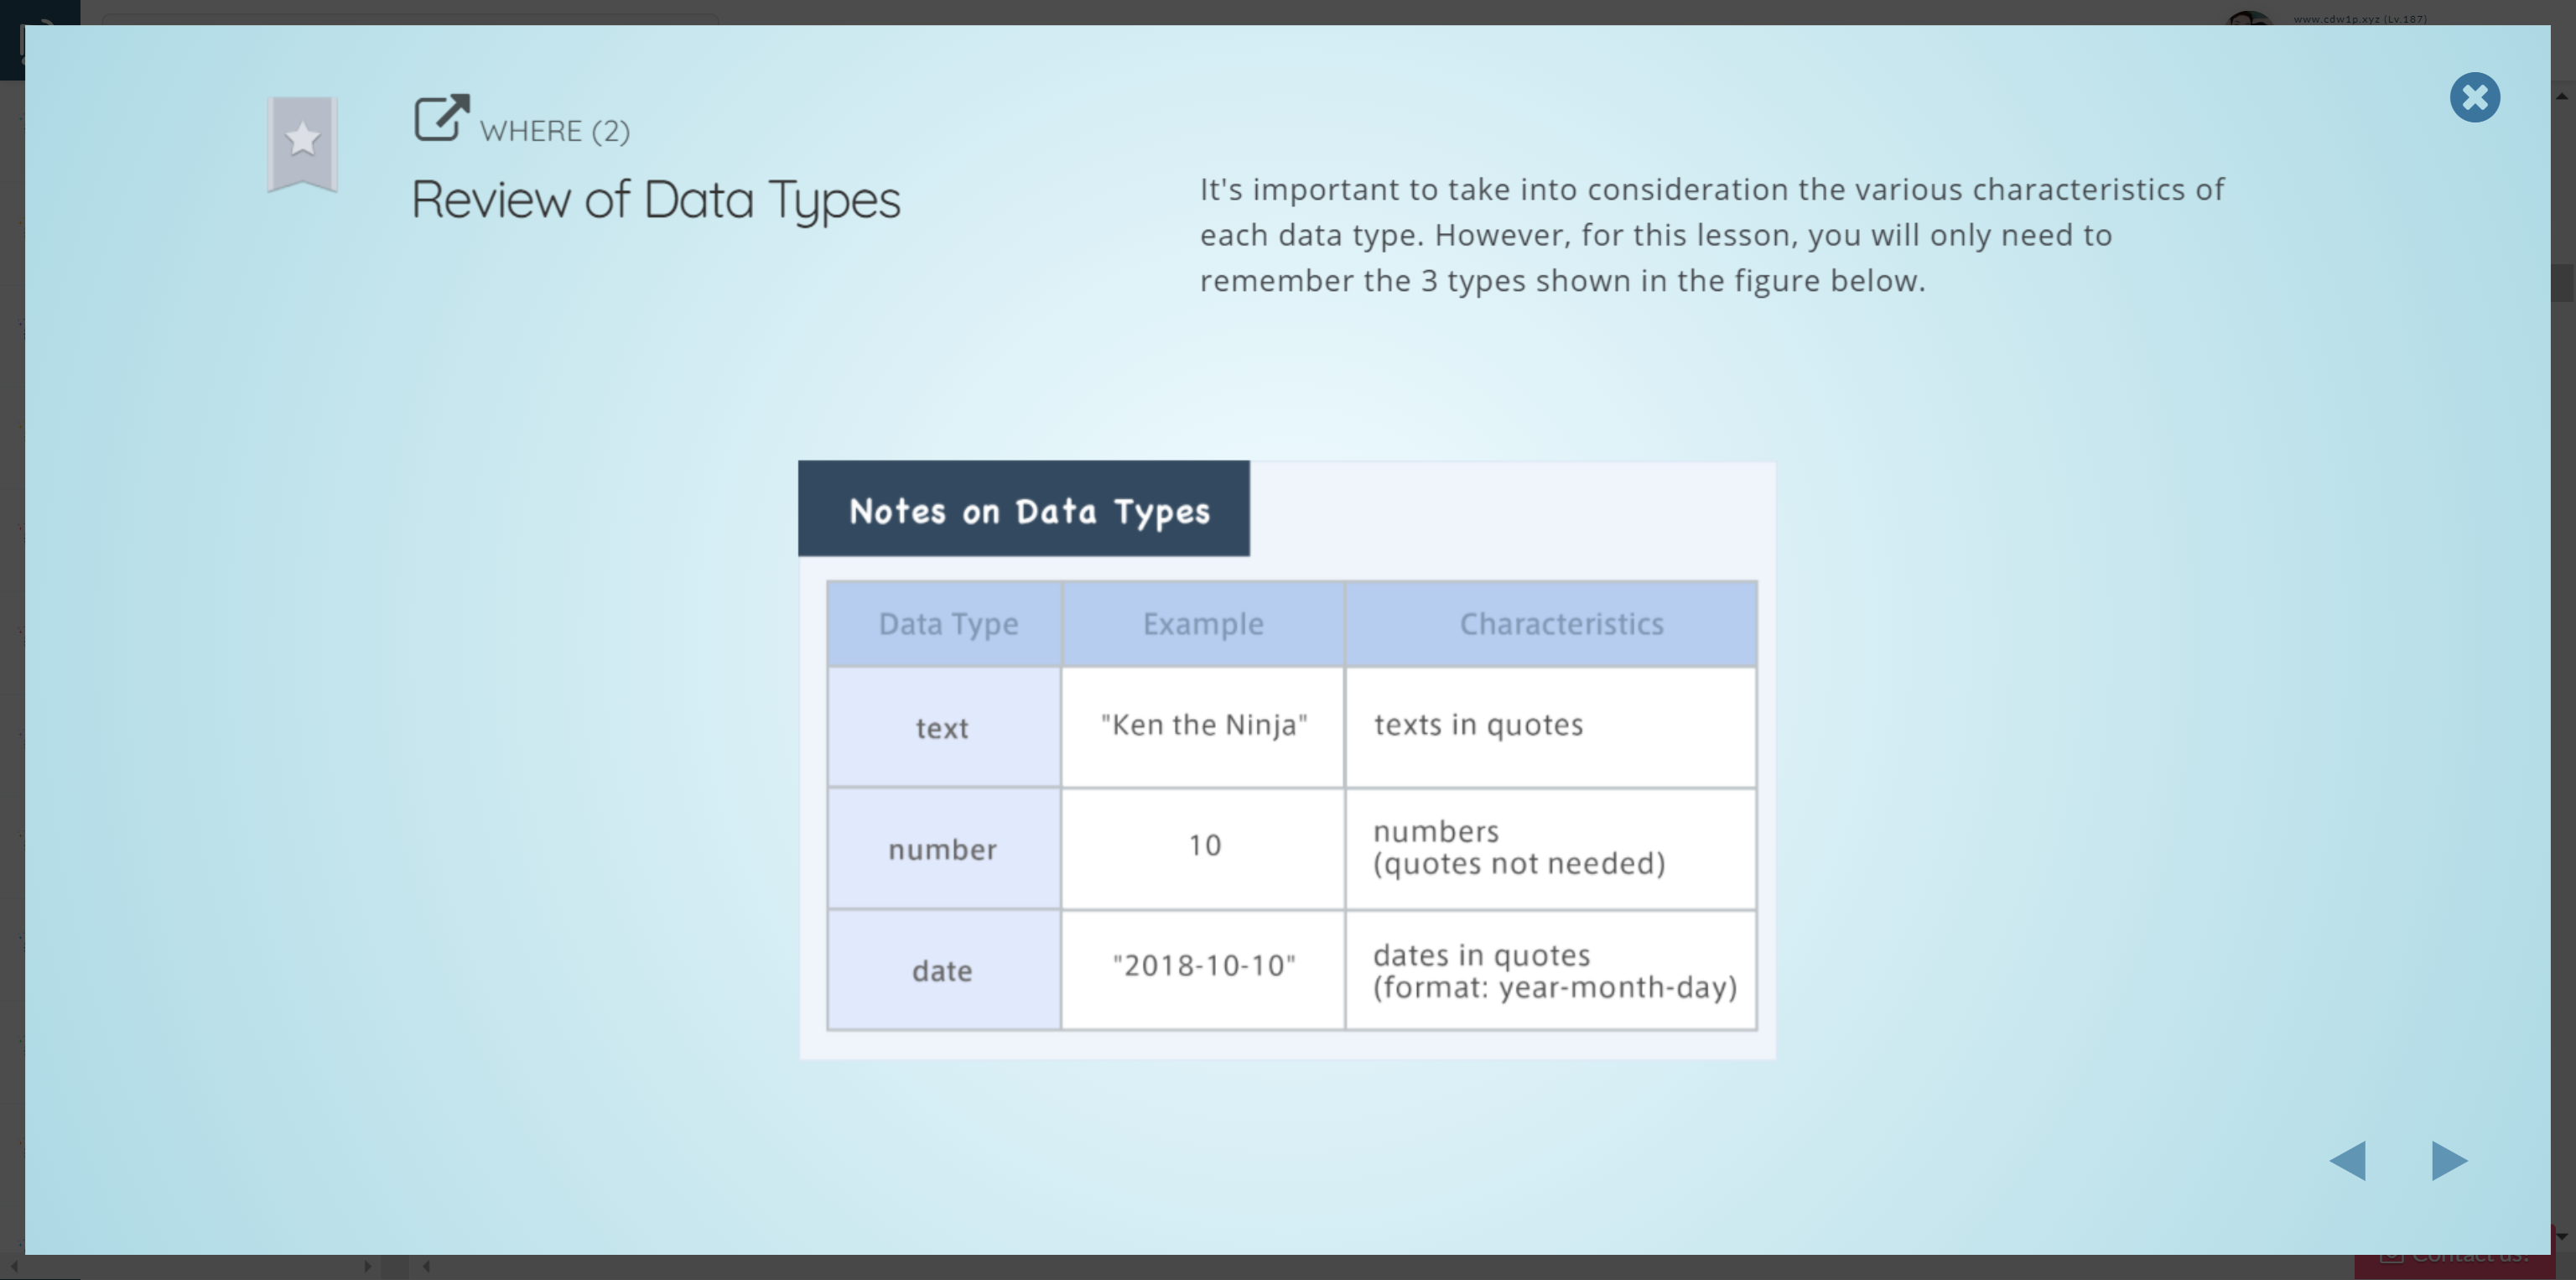 www.cdw1p.xyz (Lv.187)
WHERE (2)
Review of Data Types
It's important to take into consideration the various characteristics of
each data type. However, for this lesson, you will only need to
remember the 3 types shown in the figure below.
Notes on Data Types
Data Type Example Characteristics
text "Ken the Ninja" texts in quotes
number 10 numbers
(quotes not needed)
date "2018-10-10" dates in quotes
(format: year-month-day)
Contact us!